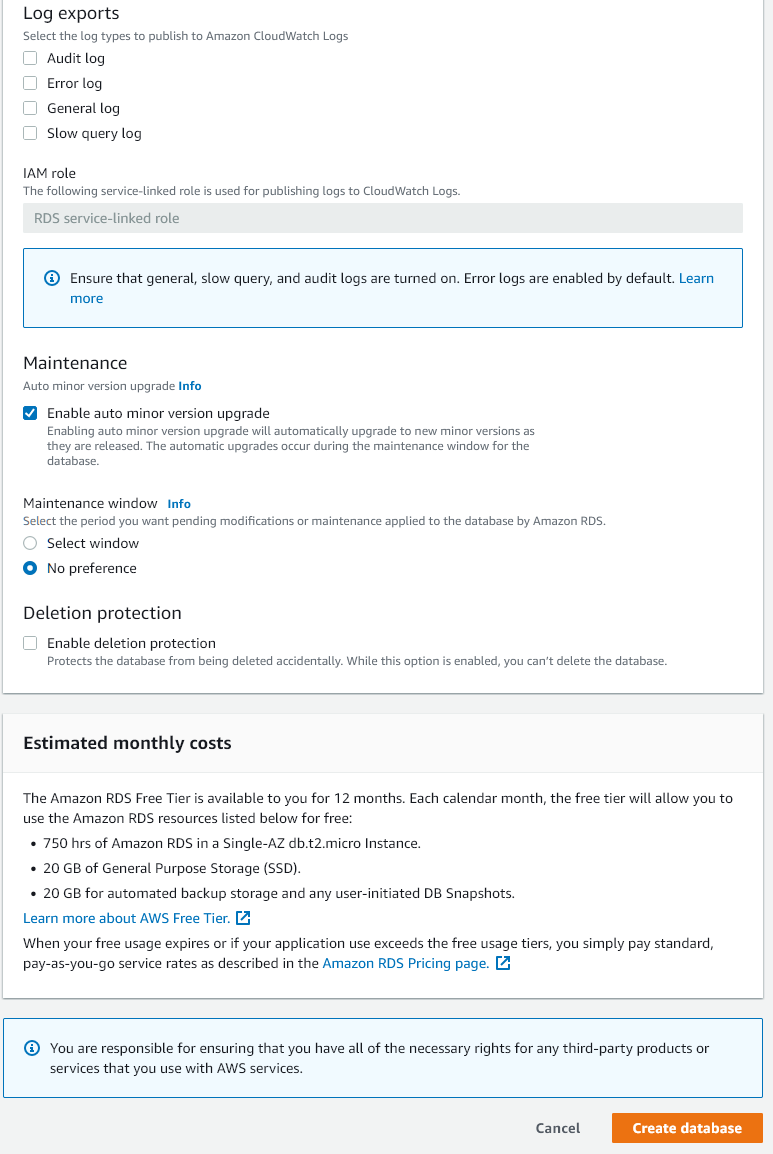 Log exports
Select the log types to publish to Amazon CloudWatch Logs
Audit log
Error log
General log
Slow query log
IAM role
The following service-linked role is used for publishing logs to CloudWatch Logs.
RDS service-linked role
Ensure that general, slow query, and audit logs are turned on. Error logs are enabled by default. Learn
more
Maintenance
Auto minor version upgrade Info
Enable auto minor version upgrade
Enabling auto minor version upgrade will automatically upgrade to new minor versions as
they are released. The automatic upgrades occur during the maintenance window for the
database.
Maintenance window Info
Select the period you want pending modifications or maintenance applied to the database by Amazon RDS.
Select window
No preference
Deletion protection
Enable deletion protection
Protects the database from being deleted accidentally. While this option is enabled, you can’t delete the database.
Estimated monthly costs
The Amazon RDS Free Tier is available to you for 12 months. Each calendar month, the free tier will allow you to
use the Amazon RDS resources listed below for free:
• 750 hrs of Amazon RDS in a Single-AZ db.t2.micro Instance.
• 20 GB of General Purpose Storage (SSD).
• 20 GB for automated backup storage and any user-initiated DB Snapshots.
Learn more about AWS Free Tier.
When your free usage expires or if your application use exceeds the free usage tiers, you simply pay standard,
pay-as-you-go service rates as described in the Amazon RDS Pricing page.
You are responsible for ensuring that you have all of the necessary rights for any third-party products or
services that you use with AWS services.
Cancel Create database